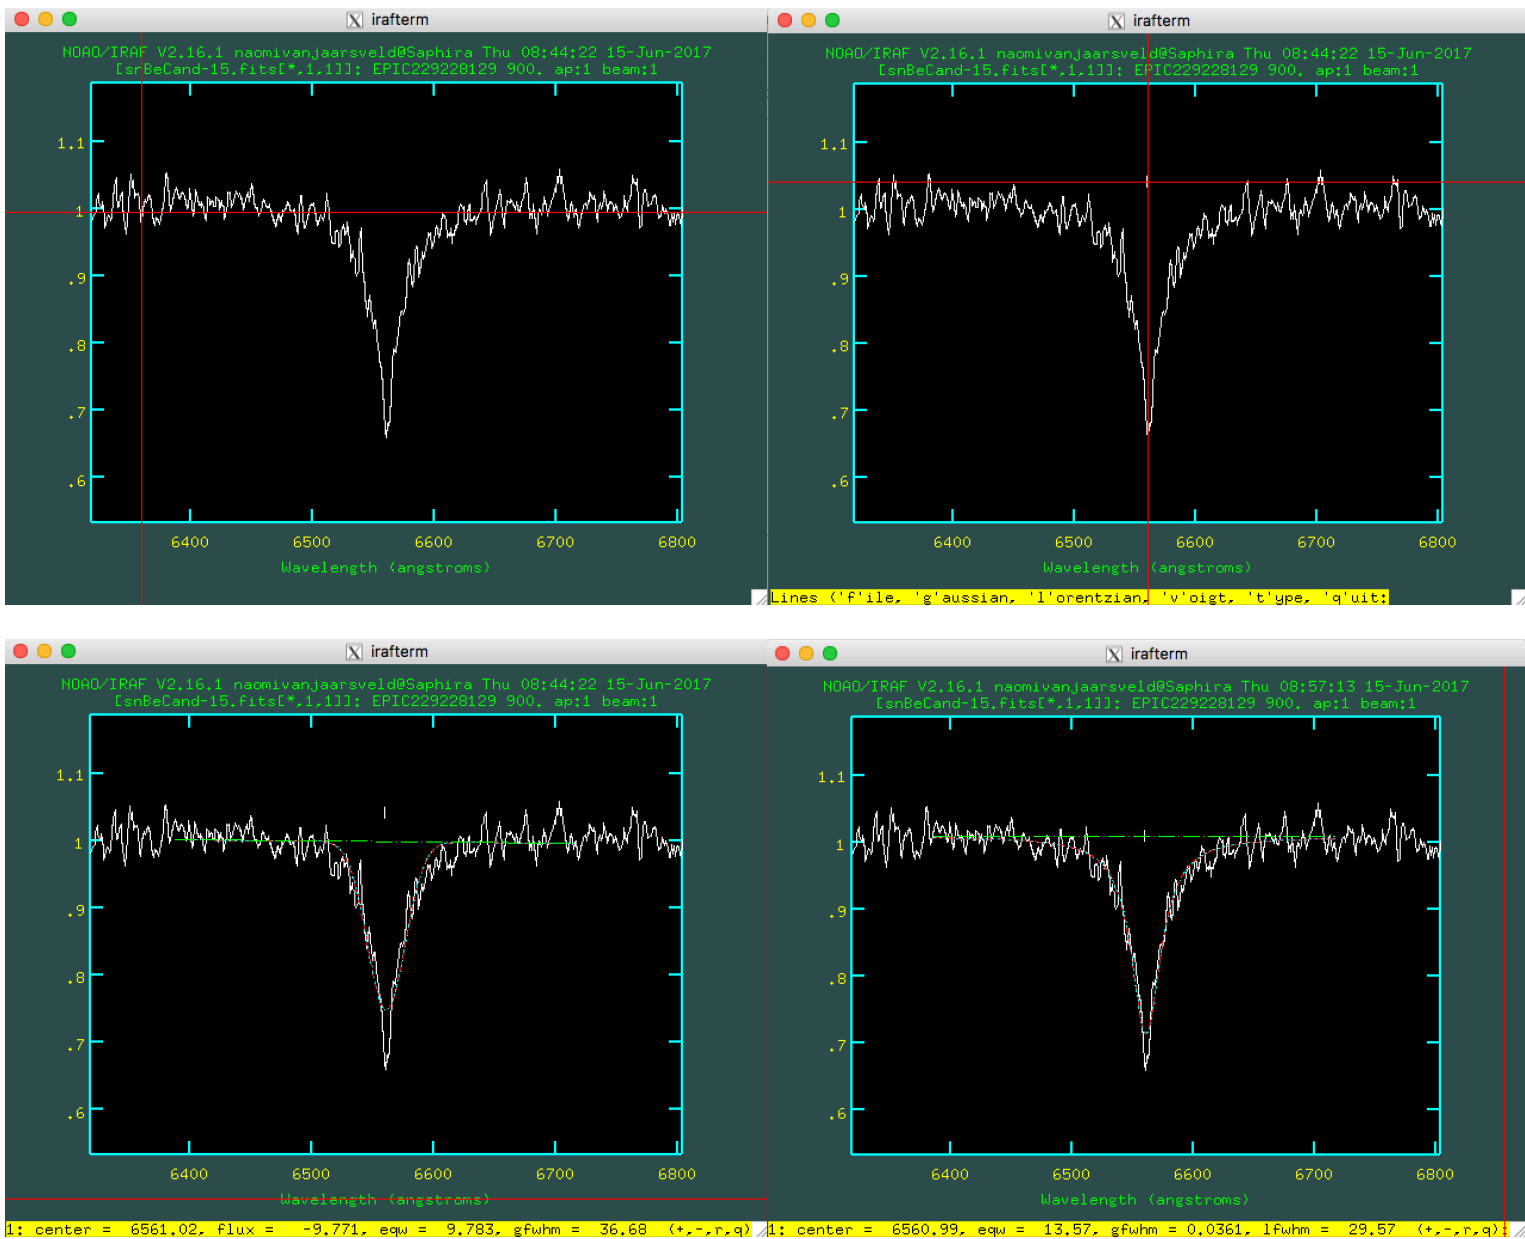 irafterm
NOAO/IRAF V2.16.1 naomivanjaarsveld@Saphira Thu 08:44:22 15-Jun-2017
[snBeCand-15.fits[*,1,1]]: EPIC229228129 900. ap:1 beam:1
1.1
1
.9
.8
.7
.6
6400 6500 6600 6700 6800
Wavelength (angstroms)
irafterm
NOAO/IRAF V2.16.1 naomivanjaarsveld@Saphira Thu 08:44:22 15-Jun-2017
[snBeCand-15.fits[*,1,1]]: EPIC229228129 900. ap:1 beam:1
1.1
1
.9
.8
.7
.6
6400 6500 6600 6700 6800
Wavelength (angstroms)
Lines ('f'ile, 'g'aussian, 'l'orentzian, 'v'oigt, 't'ype, 'q'uit:
irafterm
NOAO/IRAF V2.16.1 naomivanjaarsveld@Saphira Thu 08:44:22 15-Jun-2017
[snBeCand-15.fits[*,1,1]]: EPIC229228129 900. ap:1 beam:1
1.1
1
.9
.8
.7
.6
6400 6500 6600 6700 6800
Wavelength (angstroms)
1: center = 6561.02, flux = -9.771, eqw = 9.783, gfwhm = 36.68 (+,-,r,q)
irafterm
NOAO/IRAF V2.16.1 naomivanjaarsveld@Saphira Thu 08:57:13 15-Jun-2017
[snBeCand-15.fits[*,1,1]]: EPIC229228129 900. ap:1 beam:1
1.1
1
.9
.8
.7
.6
6400 6500 6600 6700 6800
Wavelength (angstroms)
1: center = 6560.99, eqw = 13.57, gfwhm = 0.0361, lfwhm = 29.57 (+,-,r,q):